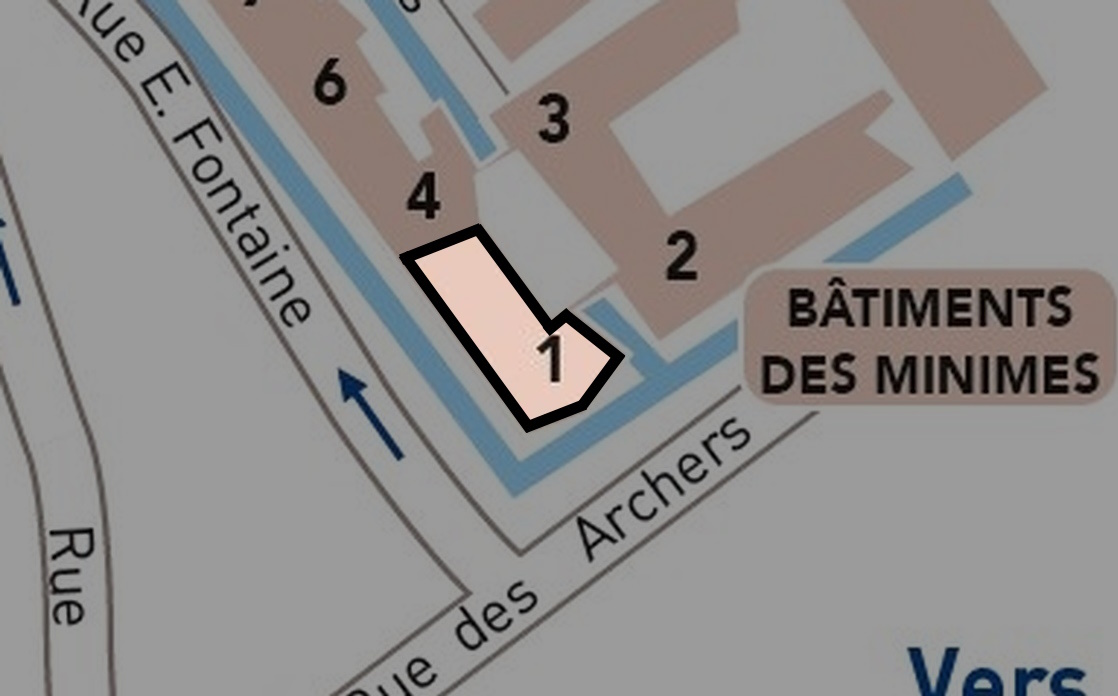 Rue E. Fontaine
6
3
4
2
1
BÂTIMENTS
DES MINIMES
Rue des Archers
Rue
Vers